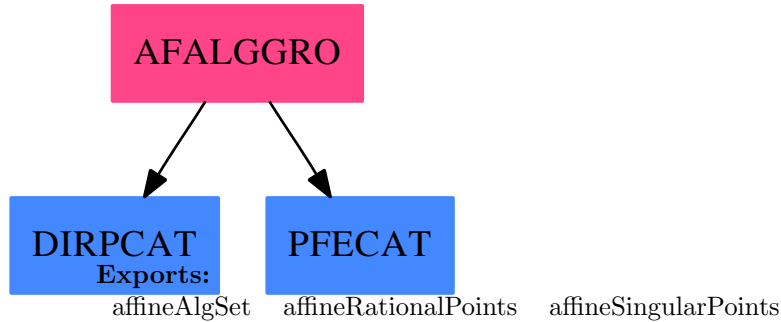 AFALGGRO
DIRPCAT PFECAT
Exports:
affineAlgSet affineRationalPoints affineSingularPoints